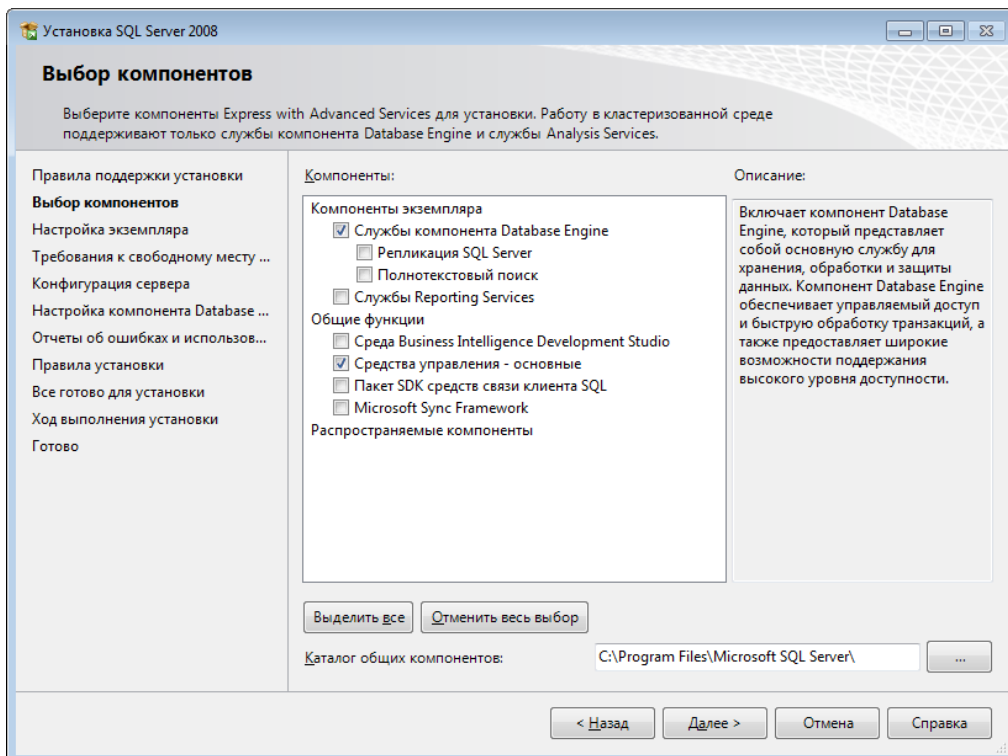 Установка SQL Server 2008
Выбор компонентов
Выберите компоненты Express with Advanced Services для установки. Работу в кластеризованной среде
поддерживают только службы компонента Database Engine и службы Analysis Services.
Правила поддержки установки
Выбор компонентов
Настройка экземпляра
Требования к свободному месту ...
Конфигурация сервера
Настройка компонента Database ...
Отчеты об ошибках и использов...
Правила установки
Все готово для установки
Ход выполнения установки
Готово
Компоненты:
Компоненты экземпляра
Службы компонента Database Engine
Репликация SQL Server
Полнотекстовый поиск
Службы Reporting Services
Общие функции
Среда Business Intelligence Development Studio
Средства управления - основные
Пакет SDK средств связи клиента SQL
Microsoft Sync Framework
Распространяемые компоненты
Описание:
Включает компонент Database
Engine, который представляет
собой основную службу для
хранения, обработки и защиты
данных. Компонент Database Engine
обеспечивает управляемый доступ
и быструю обработку транзакций, а
также предоставляет широкие
возможности поддержания
высокого уровня доступности.
Выделить все
Отменить весь выбор
Каталог общих компонентов:
C:\Program Files\Microsoft SQL Server\
...
< Назад
Далее >
Отмена
Справка